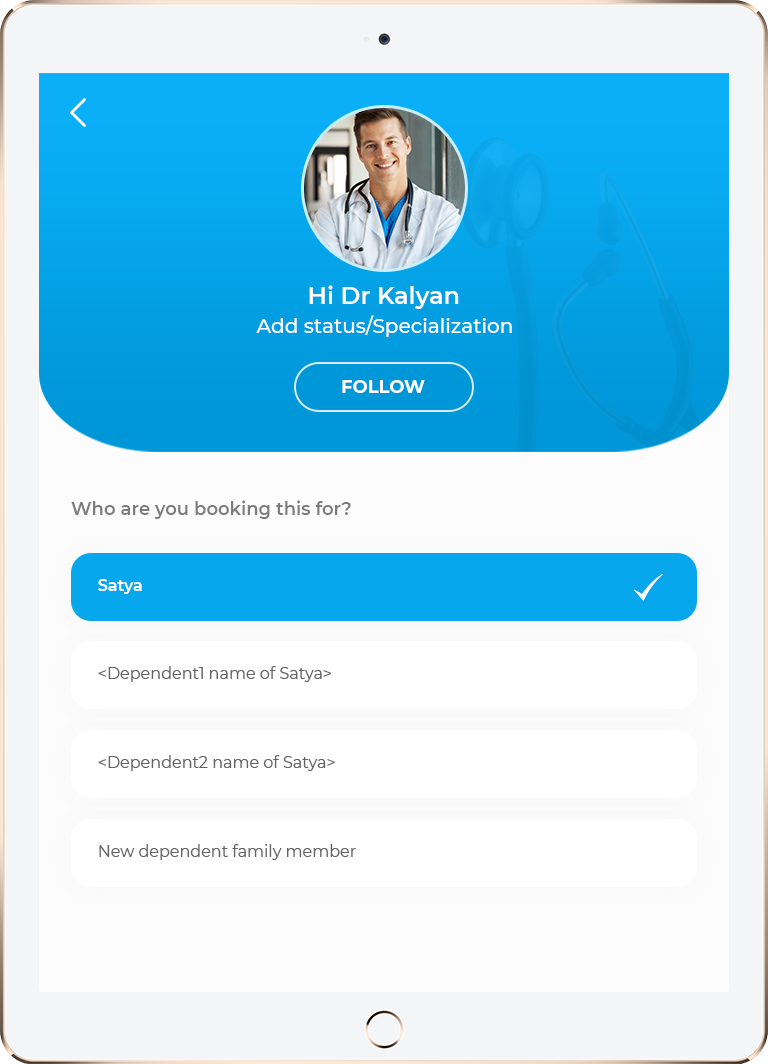 Hi Dr Kalyan
Add status/Specialization
FOLLOW
Who are you booking this for?
Satya
<Dependent1 name of Satya>
<Dependent2 name of Satya>
New dependent family member